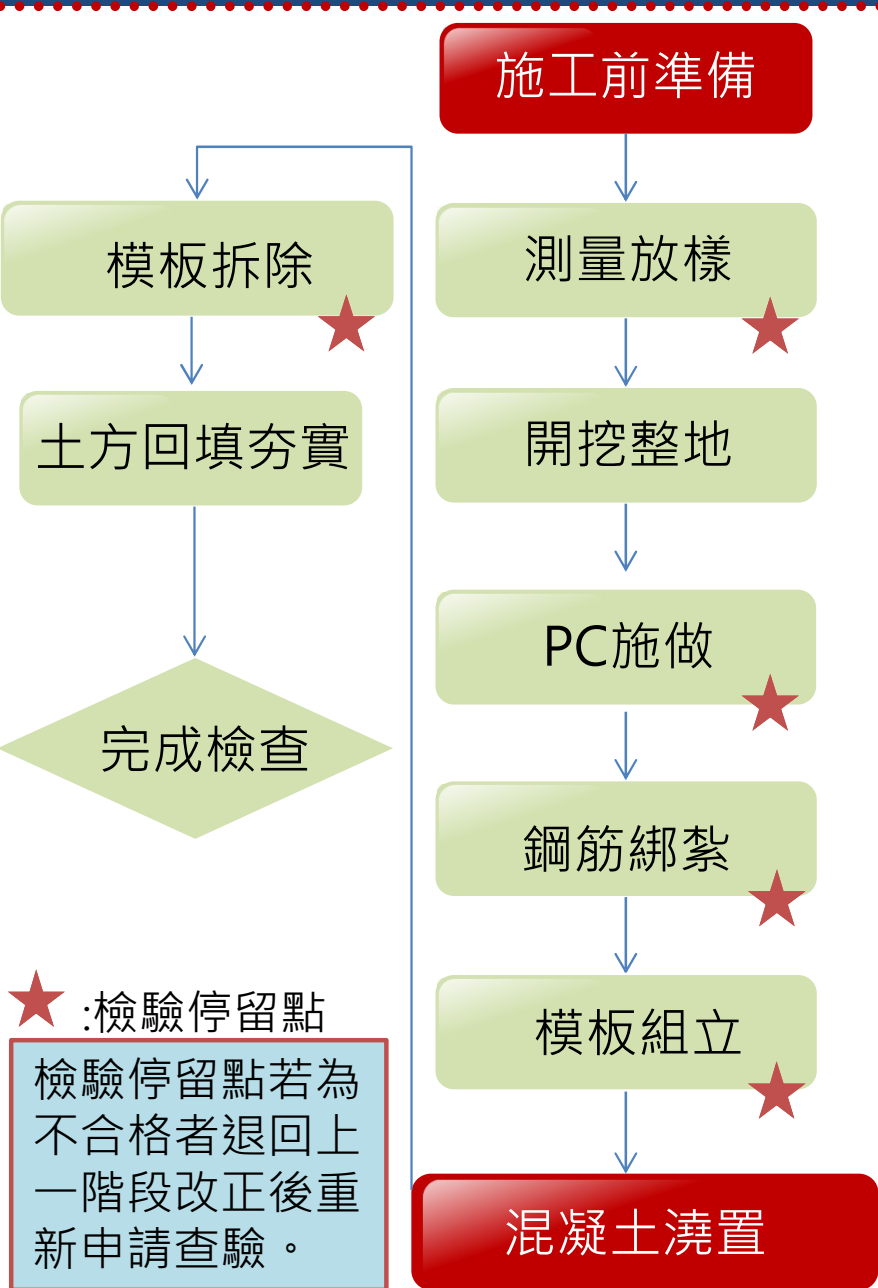 施工前準備
測量放樣
開挖整地
PC施做
鋼筋綁紮
模板組立
混凝土澆置
模板拆除
土方回填夯實
完成檢查
:檢驗停留點
檢驗停留點若為
不合格者退回上
一階段改正後重
新申請查驗。